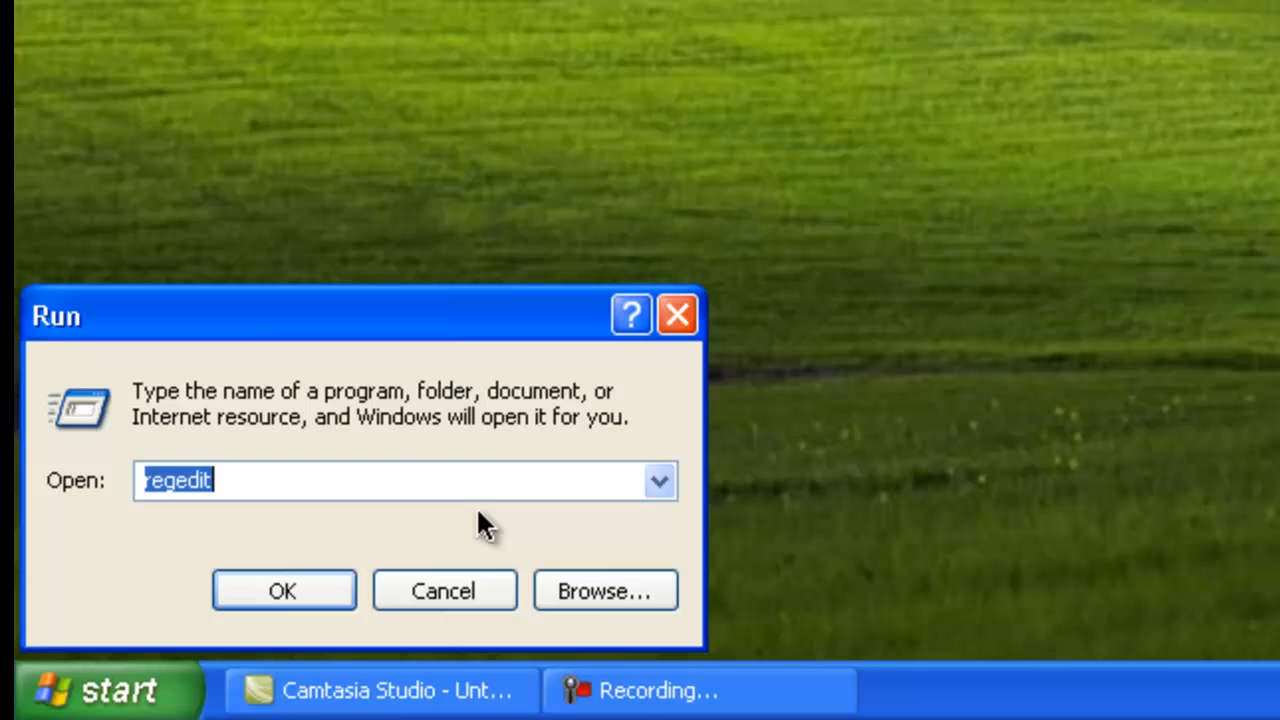 Run
?
Type the name of a program, folder, document, or
Internet resource, and Windows will open it for you.
Open: regedit
OK Cancel Browse...
start Camtasia Studio - Unt... Recording...